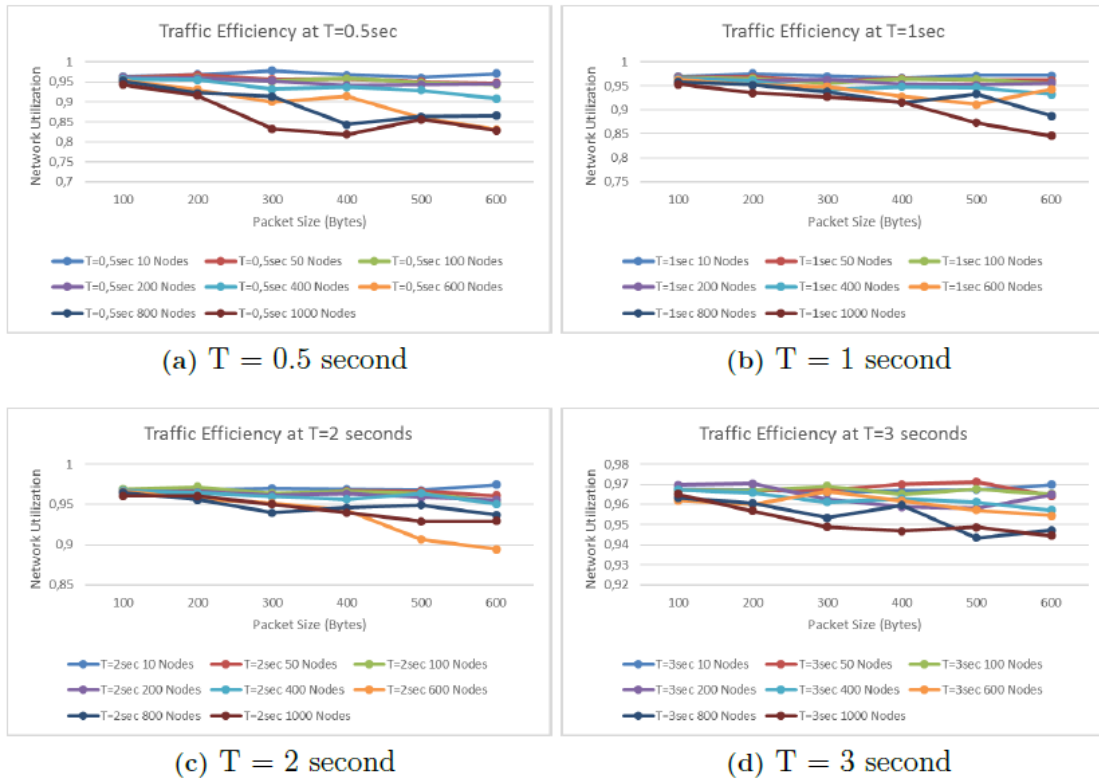 Traffic Efficiency at T=0.5sec
Network Utilization
1
0,95
0,9
0,85
0,8
0,75
0,7
100 200 300 400 500 600
Packet Size (Bytes)
T=0,5sec 10 Nodes T=0,5sec 50 Nodes T=0,5sec 100 Nodes
T=0,5sec 200 Nodes T=0,5sec 400 Nodes T=0,5sec 600 Nodes
T=0,5sec 800 Nodes T=0,5sec 1000 Nodes
(a) T = 0.5 second
Traffic Efficiency at T=1sec
Network Utilization
1
0,95
0,9
0,85
0,8
0,75
100 200 300 400 500 600
Packet Size (Bytes)
T=1sec 10 Nodes T=1sec 50 Nodes T=1sec 100 Nodes
T=1sec 200 Nodes T=1sec 400 Nodes T=1sec 600 Nodes
T=1sec 800 Nodes T=1sec 1000 Nodes
(b) T = 1 second
Traffic Efficiency at T=2 seconds
Network Utilization
1
0,95
0,9
0,85
100 200 300 400 500 600
Packet Size (Bytes)
T=2sec 10 Nodes T=2sec 50 Nodes T=2sec 100 Nodes
T=2sec 200 Nodes T=2sec 400 Nodes T=2sec 600 Nodes
T=2sec 800 Nodes T=2sec 1000 Nodes
(c) T = 2 second
Traffic Efficiency at T=3 seconds
Network Utilization
0,98
0,97
0,96
0,95
0,94
0,93
0,92
100 200 300 400 500 600
Packet Size (Bytes)
T=3sec 10 Nodes T=3sec 50 Nodes T=3sec 100 Nodes
T=3sec 200 Nodes T=3sec 400 Nodes T=3sec 600 Nodes
T=3sec 800 Nodes T=3sec 1000 Nodes
(d) T = 3 second